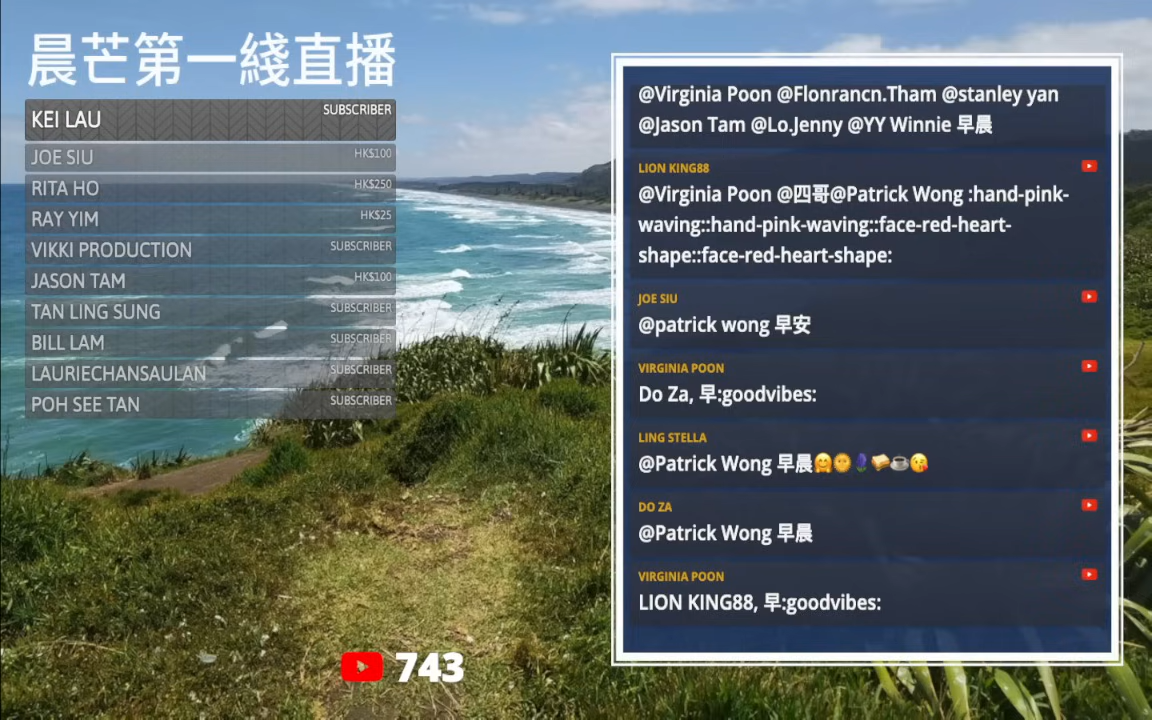 晨芒第一綫直播
KEI LAU SUBSCRIBER
JOE SIU HK$100
RITA HO HK$250
RAY YIM HK$25
VIKKI PRODUCTION SUBSCRIBER
JASON TAM HK$100
TAN LING SUNG SUBSCRIBER
BILL LAM SUBSCRIBER
LAURIECHANSAULAN SUBSCRIBER
POH SEE TAN SUBSCRIBER
743
@Virginia Poon @Flonrancn.Tham @stanley yan
@Jason Tam @Lo.Jenny @YY Winnie 早晨
LION KING88
@Virginia Poon @四哥@Patrick Wong :hand-pink-
waving::hand-pink-waving::face-red-heart-
shape::face-red-heart-shape:
JOE SIU
@patrick wong 早安
VIRGINIA POON
Do Za, 早:goodvibes:
LING STELLA
@Patrick Wong 早晨🤗🌞🪻🥪☕😘
DO ZA
@Patrick Wong 早晨
VIRGINIA POON
LION KING88, 早:goodvibes: